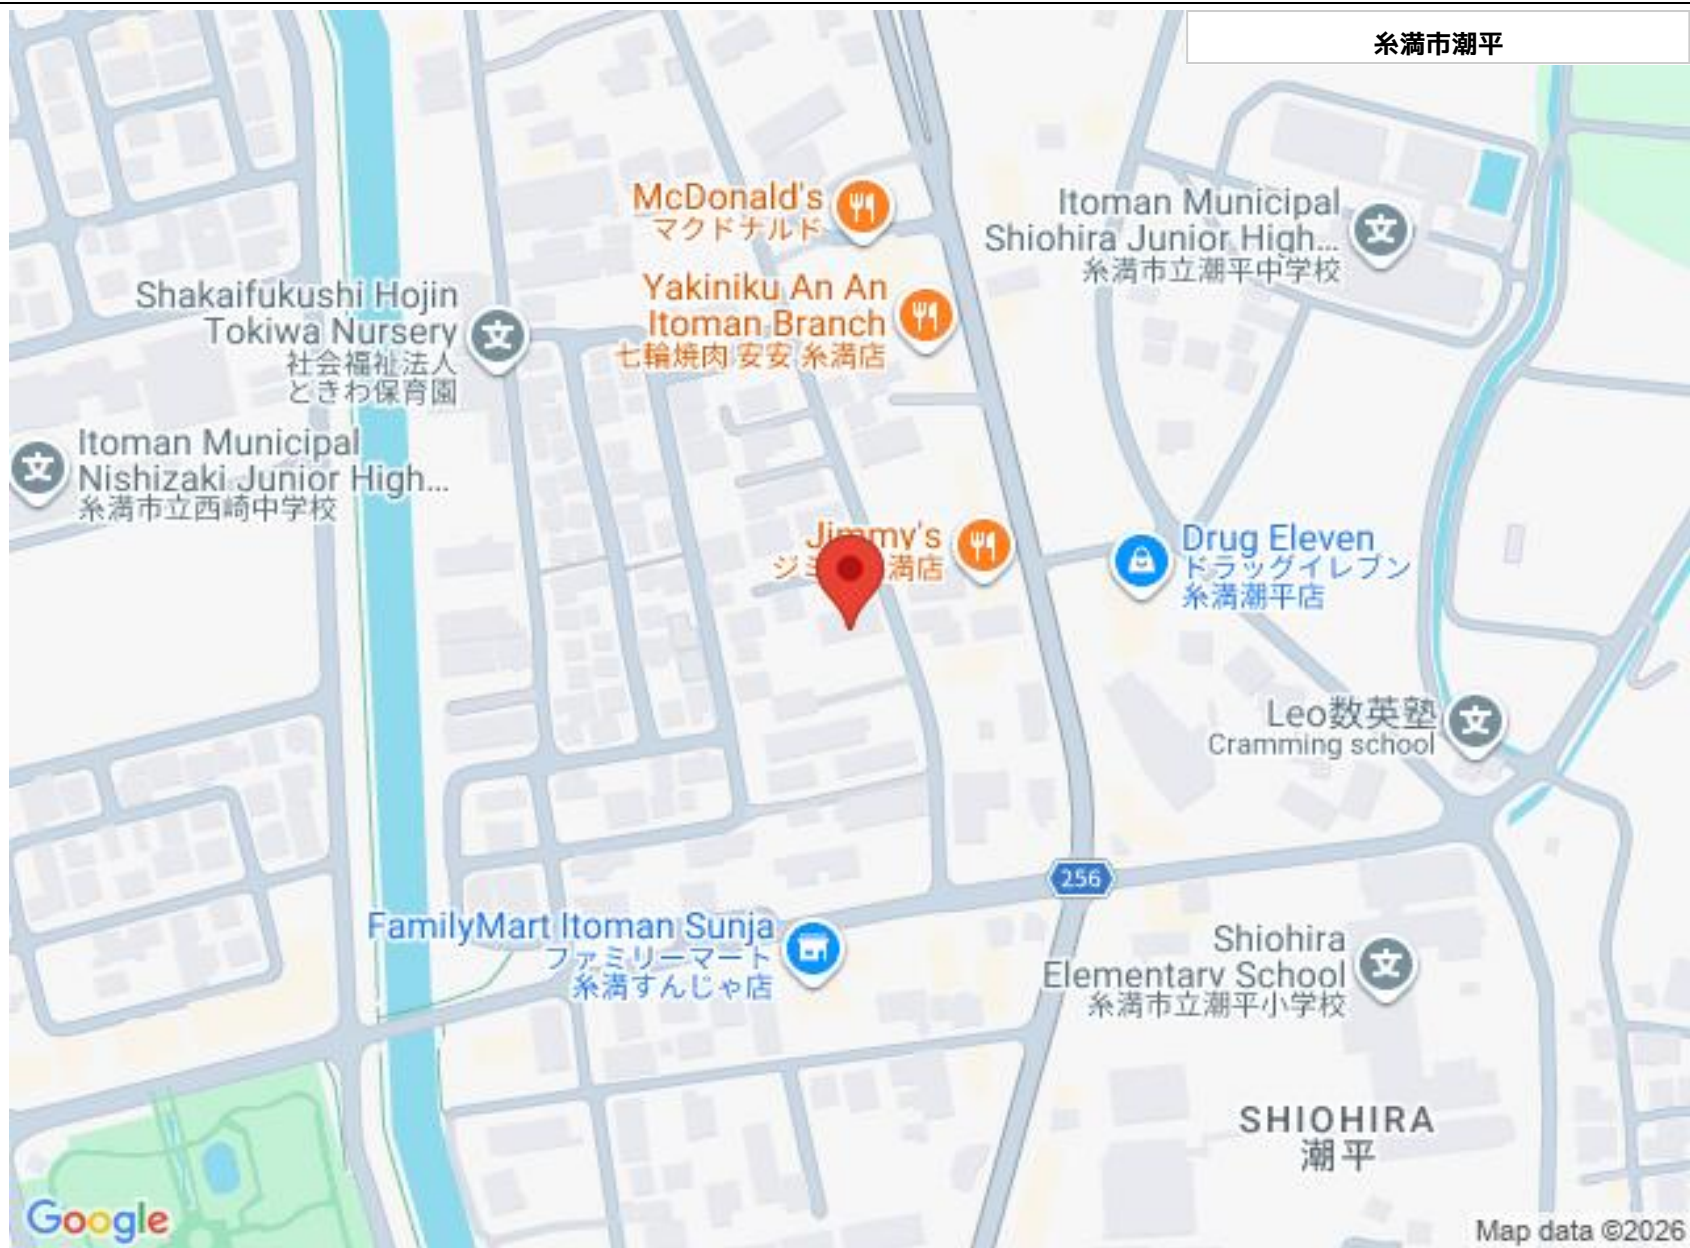 糸満市潮平
McDonald's
マクドナルド
Itoman Municipal
Shiohira Junior High...
糸満市立潮平中学校
Yakiniku An An
Itoman Branch
七輪焼肉 安安 糸満店
Shakaifukushi Hojin
Tokiwa Nursery
社会福祉法人
ときわ保育園
Itoman Municipal
Nishizaki Junior High...
糸満市立西崎中学校
Jimmy's
満店
Drug Eleven
ドラッグイレブン
糸満潮平店
Leo数英塾
Cramming school
256
FamilyMart Itoman Sunja
ファミリーマート
糸満すんじゃ店
Shiohira
Elementary School
糸満市立潮平小学校
SHIOHIRA
潮平
Google
Map data ©2026